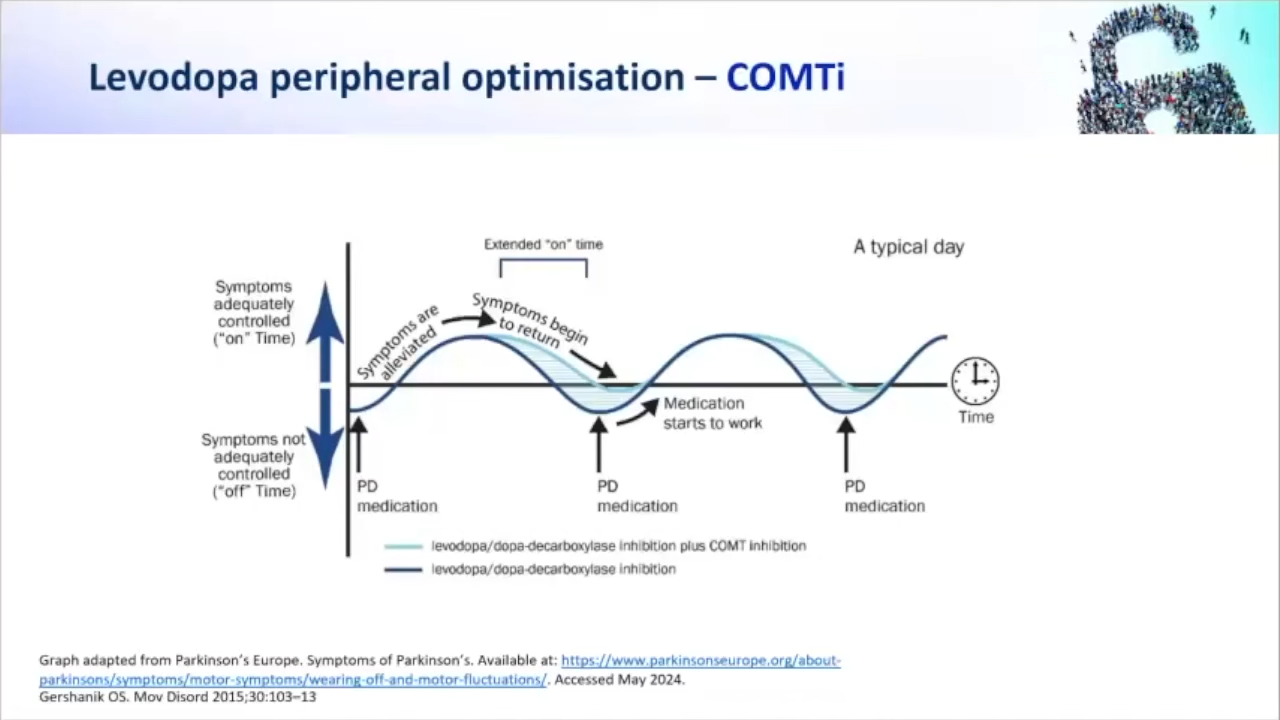 Levodopa peripheral optimisation – COMTi
Extended “on” time
A typical day
Symptoms
adequately
controlled
(“on” Time)
Symptoms are
alleviated
Symptoms begin
to return
Medication
starts to work
Time
Symptoms not
adequately
controlled
(“off” Time)
PD
medication
PD
medication
PD
medication
levodopa/dopa-decarboxylase inhibition plus COMT inhibition
levodopa/dopa-decarboxylase inhibition
Graph adapted from Parkinson’s Europe. Symptoms of Parkinson’s. Available at: https://www.parkinsonseurope.org/about-
parkinsons/symptoms/motor-symptoms/wearing-off-and-motor-fluctuations/. Accessed May 2024.
Gershanik OS. Mov Disord 2015;30:103–13